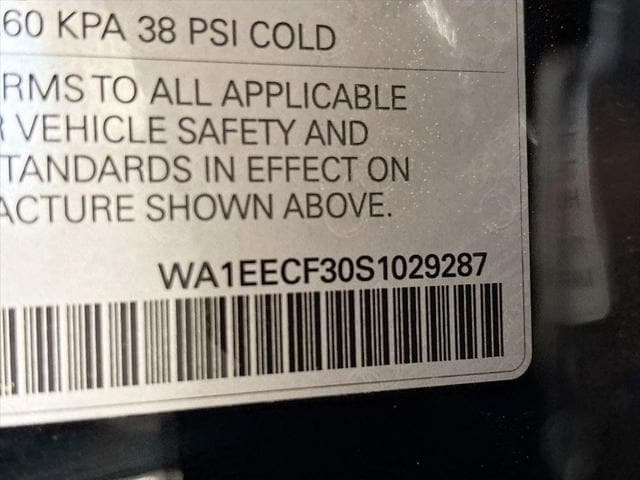 60 KPA 38 PSI COLD
RMS TO ALL APPLICABLE
R VEHICLE SAFETY AND
TANDARDS IN EFFECT ON
ACTURE SHOWN ABOVE.
WA1EECF30S1029287